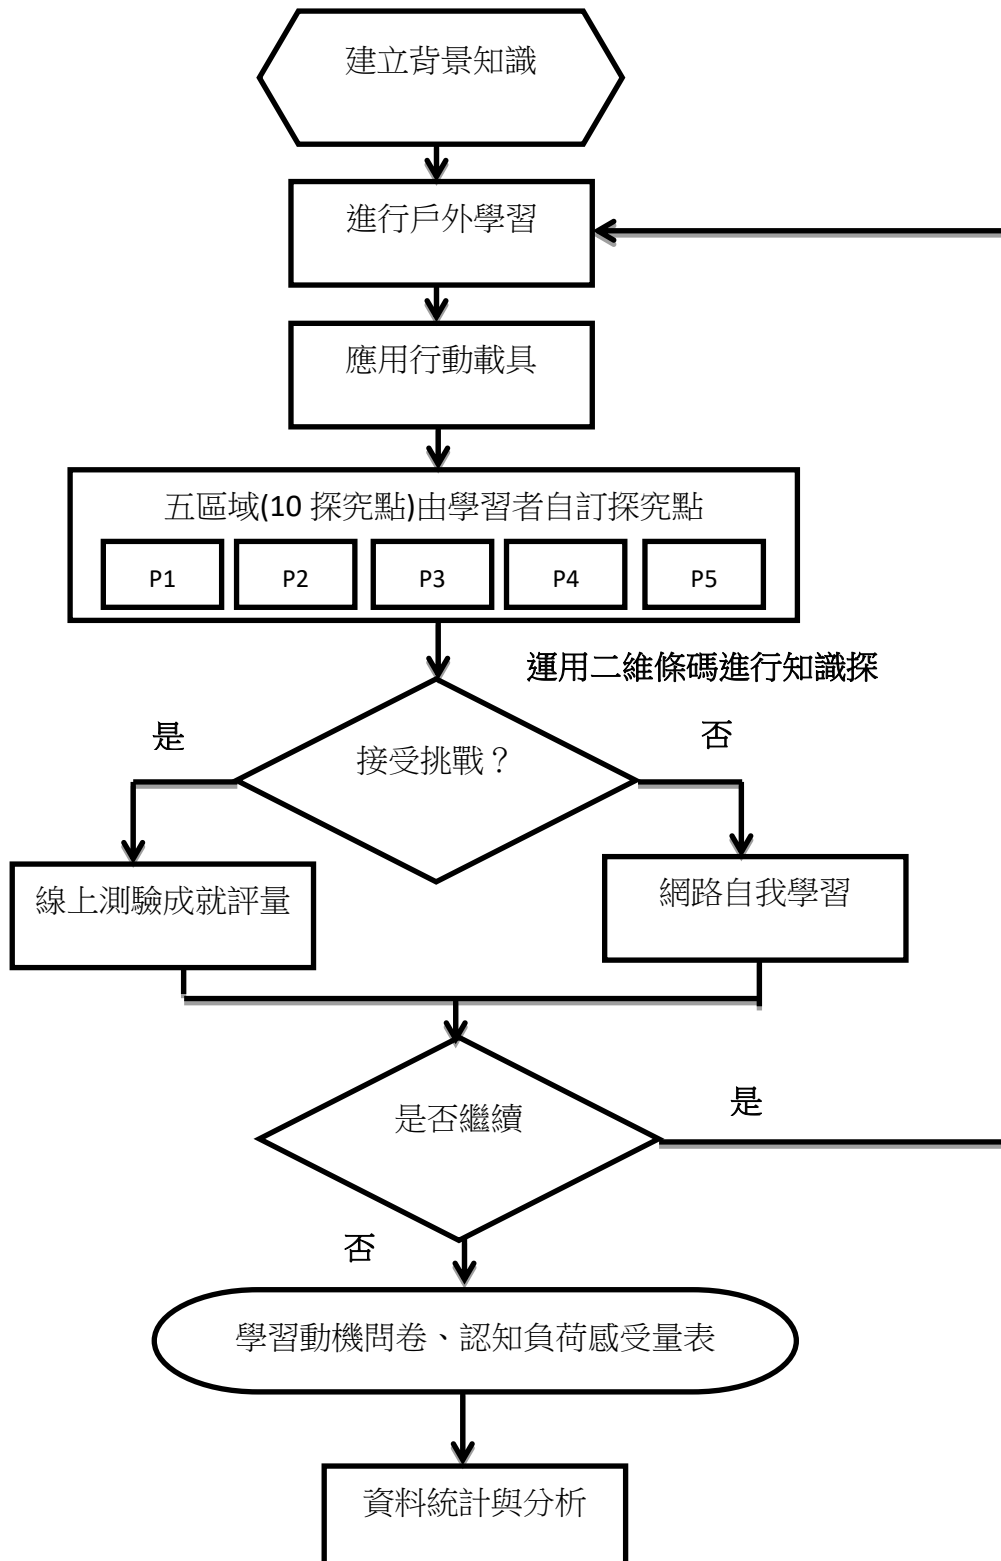 建立背景知識
進行戶外學習
應用行動載具
五區域(10 探究點)由學習者自訂探究點
P1
P2
P3
P4
P5
運用二維條碼進行知識探
是
接受挑戰？
否
線上測驗成就評量
網路自我學習
是否繼續
是
否
學習動機問卷、認知負荷感受量表
資料統計與分析